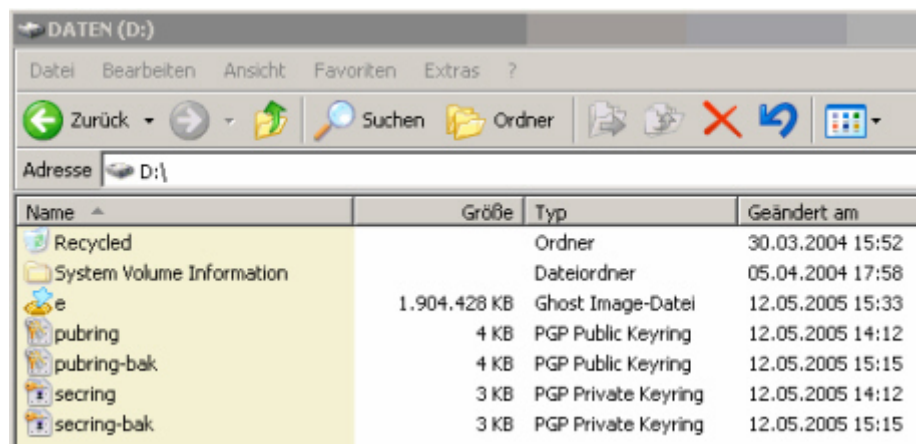 DATEN (D:)
Datei Bearbeiten Ansicht Favoriten Extras ?
Zurück Suchen Ordner
Adresse D:\
Name Größe Typ Geändert am
Recycled Ordner 30.03.2004 15:52
System Volume Information Dateiordner 05.04.2004 17:58
e 1.904.428 KB Ghost Image-Datei 12.05.2005 15:33
pubring 4 KB PGP Public Keyring 12.05.2005 14:12
pubring-bak 4 KB PGP Public Keyring 12.05.2005 15:15
secring 3 KB PGP Private Keyring 12.05.2005 14:12
secring-bak 3 KB PGP Private Keyring 12.05.2005 15:15